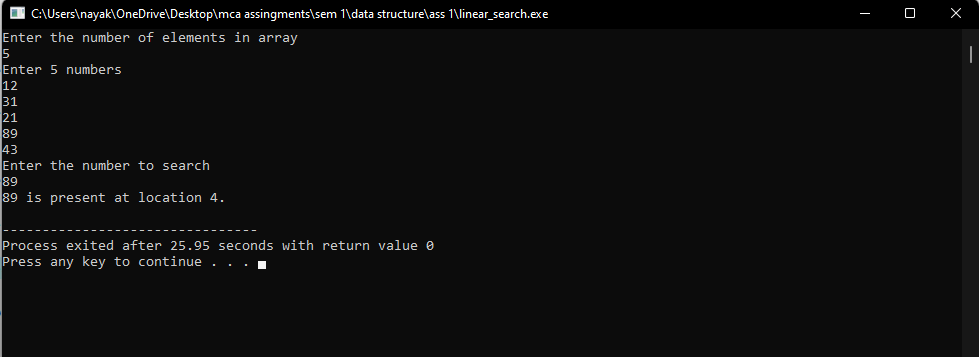 C:\Users\nayak\OneDrive\Desktop\mca assingments\sem 1\data structure\ass 1\linear_search.exe
Enter the number of elements in array
5
Enter 5 numbers
12
31
21
89
43
Enter the number to search
89
89 is present at location 4.
--------------------------------
Process exited after 25.95 seconds with return value 0
Press any key to continue . . .